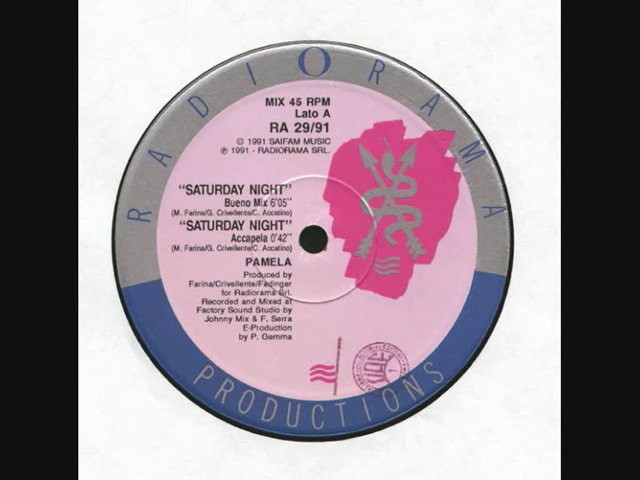 RADIORAMA
MIX 45 RPM
Lato A
RA 29/91
© 1991 SAIFAM MUSIC
℗ 1991 - RADIORAMA SRL.
"SATURDAY NIGHT"
Bueno Mix 6'05"
(M. Farina/G. Crivellente/C. Accatino)
"SATURDAY NIGHT"
Accapela 0'42"
(M. Farina/G. Crivellente/C. Accatino)
PAMELA
Produced by
Farina/Crivellente/Fadinger
for Radiorama Srl.
Recorded and Mixed at
Factory Sound Studio by
Johnny Mix & F. Serra
E-Production
by P. Gemma
PRODUCTIONS